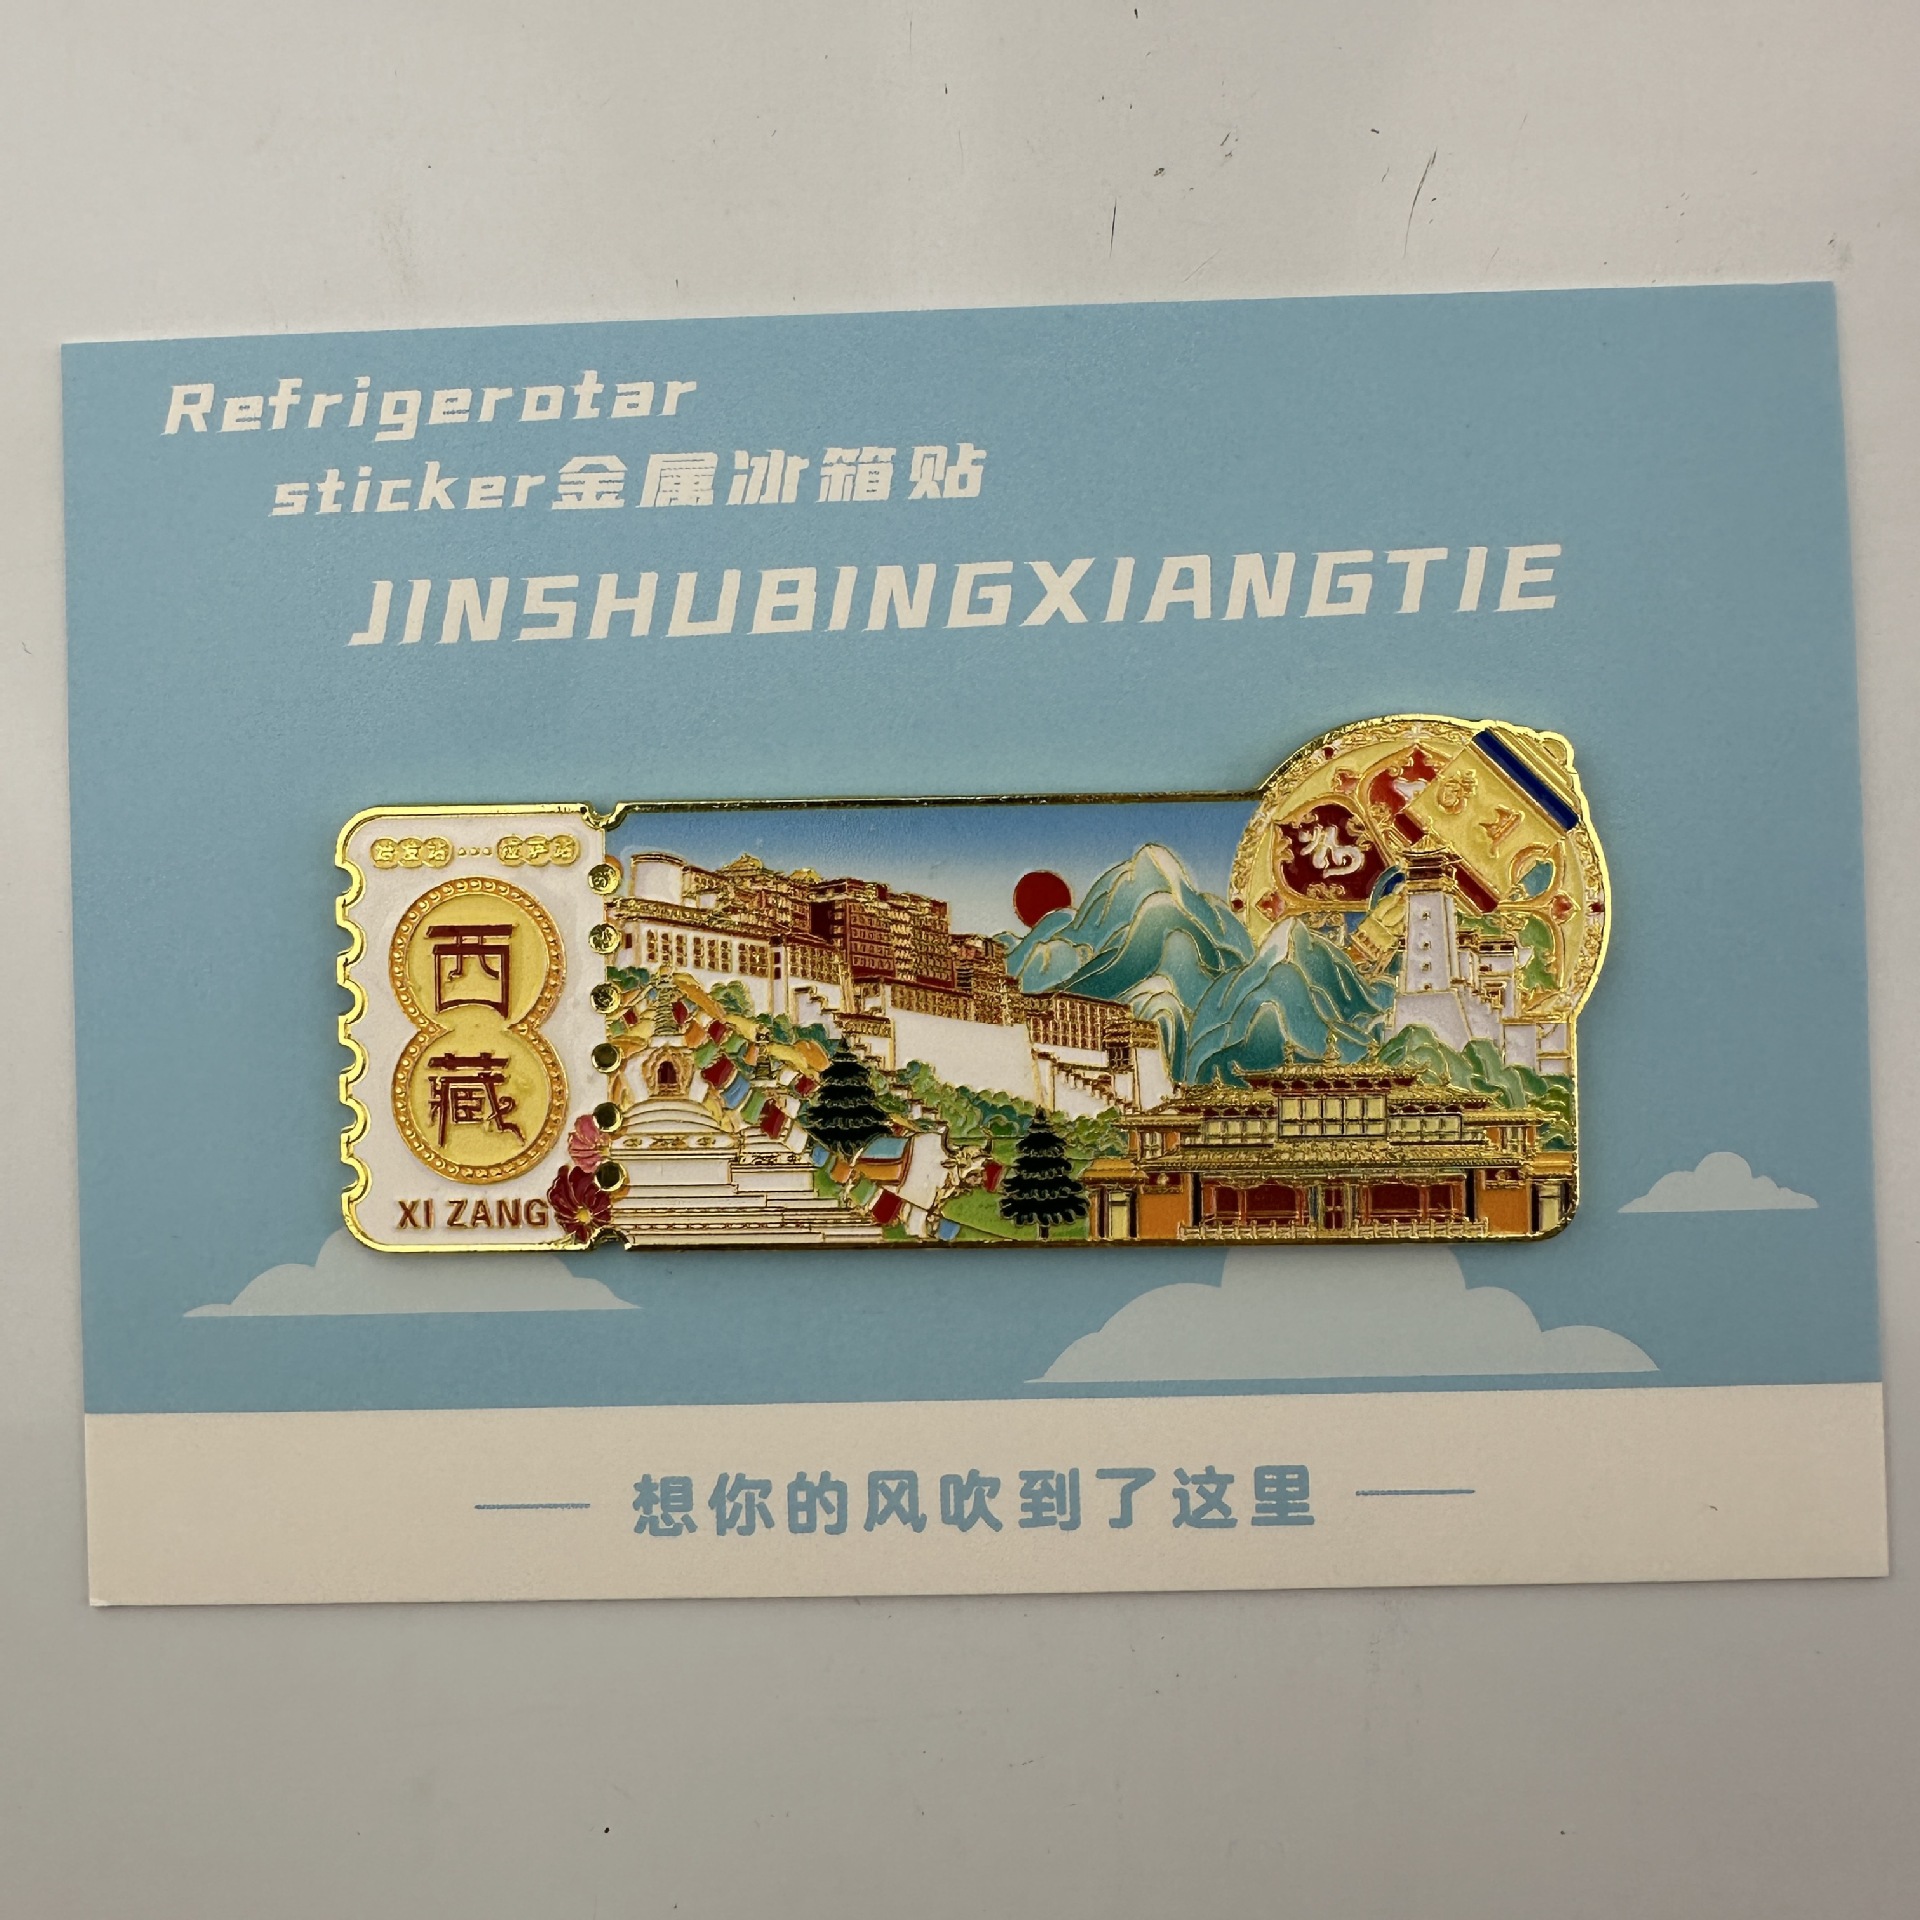 Refrigerotar
sticker金属冰箱贴
JINSHUBINGXIANGTIE
西
藏
XI ZANG
想你的风吹到了这里